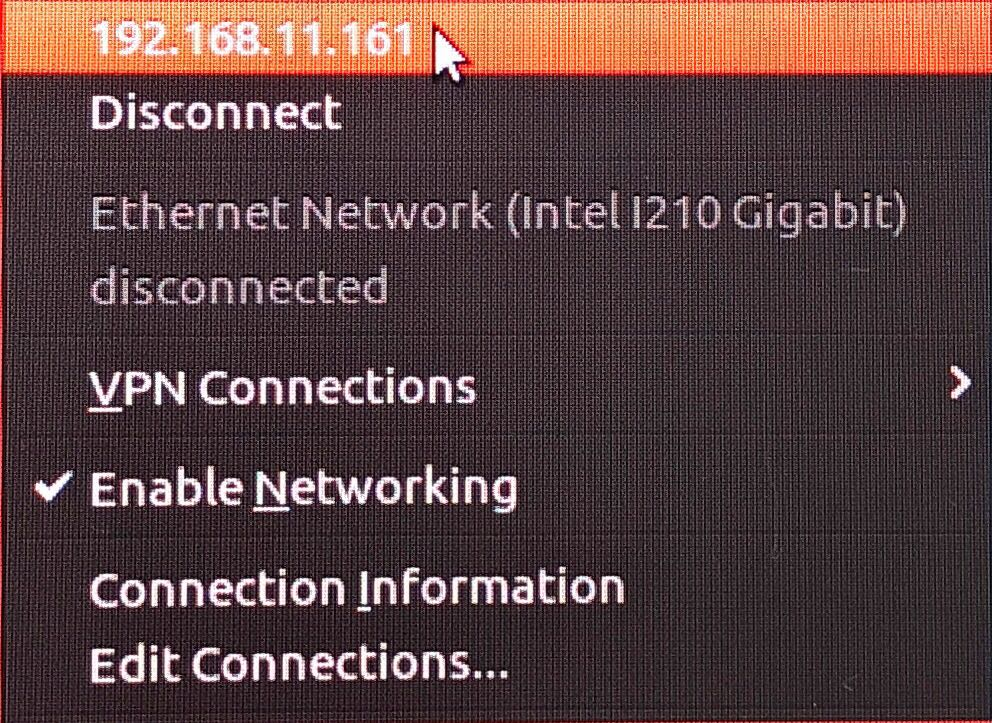 192.168.11.161
Disconnect
Ethernet Network (Intel I210 Gigabit)
disconnected
VPN Connections
Enable Networking
Connection Information
Edit Connections...